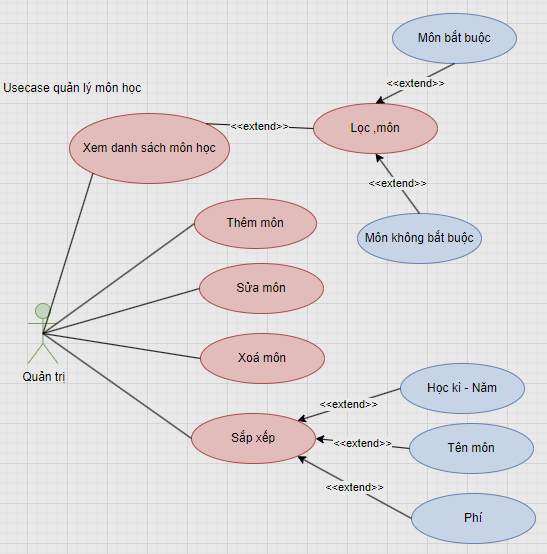 Môn bắt buộc
<<extend>>
Usecase quản lý môn học
<<extend>>
Lọc ,môn
Xem danh sách môn học
<<extend>>
Thêm môn
Môn không bắt buộc
Sửa môn
Xoá môn
Quản trị
Học kì - Năm
<<extend>>
Sắp xếp
<<extend>>
Tên môn
<<extend>>
Phí